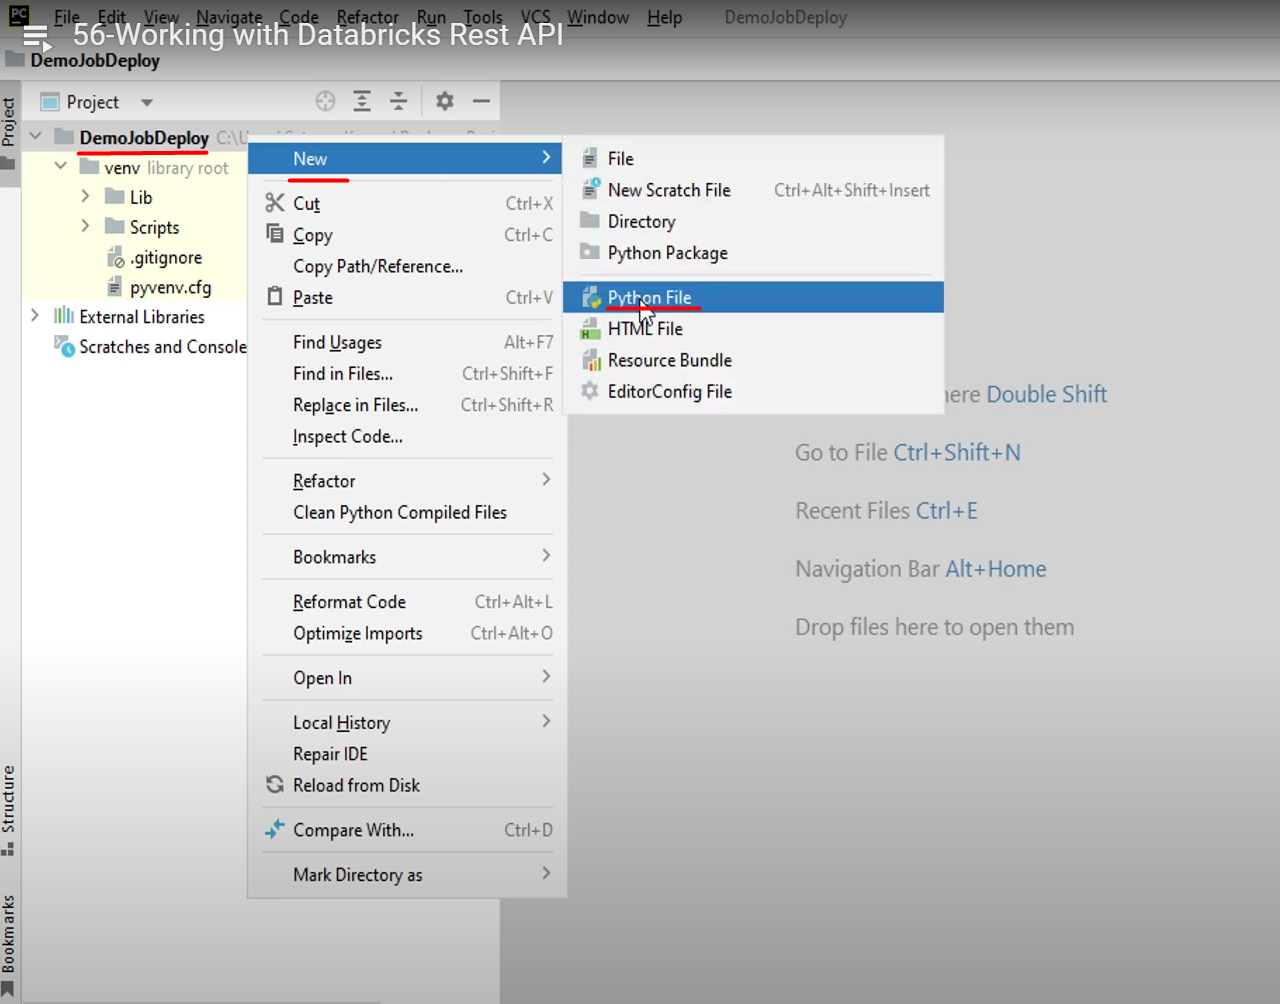 PC File Edit View Navigate Code Refactor Run Tools VCS Window Help DemoJobDeploy
56-Working with Databricks Rest API
DemoJobDeploy
Project
Project
DemoJobDeploy C:\U
venv library root
Lib
Scripts
.gitignore
pyvenv.cfg
External Libraries
Scratches and Console
New
Cut Ctrl+X
Copy Ctrl+C
Copy Path/Reference...
Paste Ctrl+V
Find Usages Alt+F7
Find in Files... Ctrl+Shift+F
Replace in Files... Ctrl+Shift+R
Inspect Code...
Refactor
Clean Python Compiled Files
Bookmarks
Reformat Code Ctrl+Alt+L
Optimize Imports Ctrl+Alt+O
Open In
Local History
Repair IDE
Reload from Disk
Compare With... Ctrl+D
Mark Directory as
File
New Scratch File Ctrl+Alt+Shift+Insert
Directory
Python Package
Python File
HTML File
Resource Bundle
EditorConfig File
here Double Shift
Go to File Ctrl+Shift+N
Recent Files Ctrl+E
Navigation Bar Alt+Home
Drop files here to open them
Structure
Bookmarks